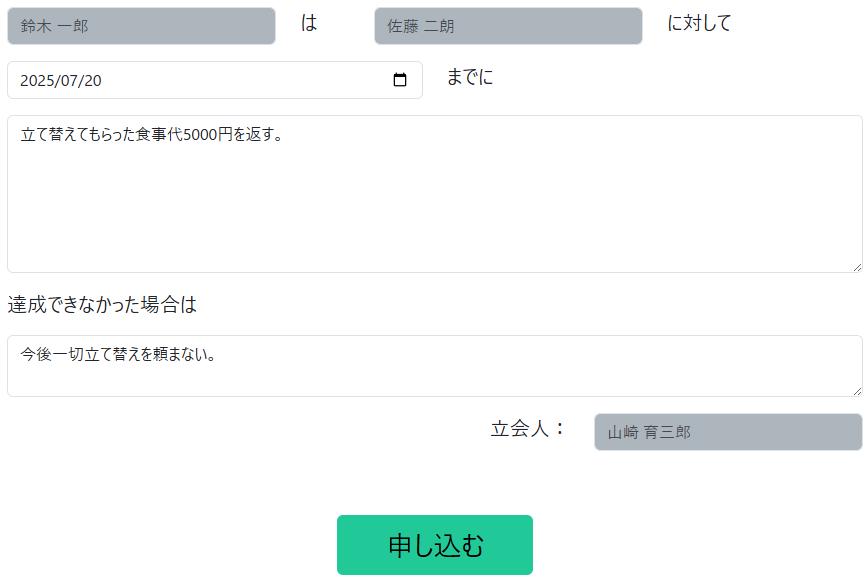 鈴木 一郎 は 佐藤 二朗 に対して
2025/07/20 までに
立て替えてもらった食事代5000円を返す。
達成できなかった場合は
今後一切立て替えを頼まない。
立会人： 山崎 育三郎
申し込む